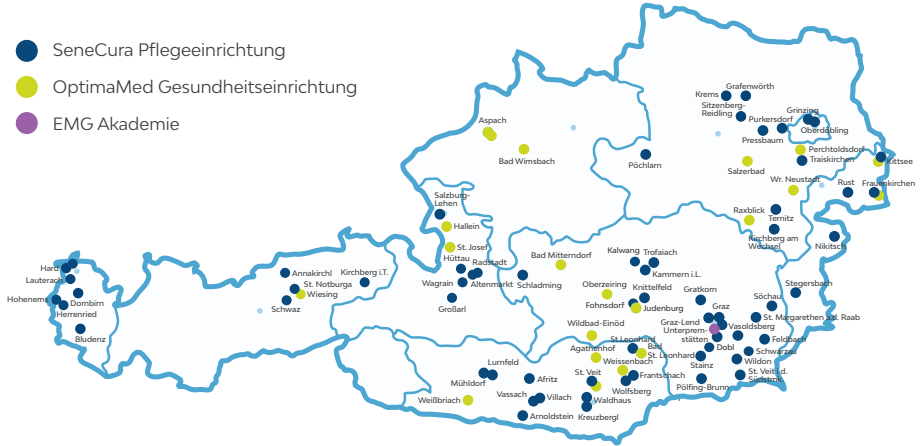 SeneCura Pflegeeinrichtung
OptimaMed Gesundheitseinrichtung
EMG Akademie
Grafenwörth
Krems
Sitzenberg-
Reidling
Purkersdorf
Grinzing
Pressbaum
Oberdöbling
Aspach
Bad Wimsbach
Pöchlarn
Perchtoldsdorf
Traiskirchen
Kittsee
Salzerbad
Wr. Neustadt
Rust
Frauenkirchen
Salzburg-
Lehen
Hallein
Raxblick
Ternitz
Kirchberg am
Wechsel
Nikitsch
St. Josef
Hüttau
Radstadt
Wagrain
Altenmarkt
Großarl
Schladming
Bad Mitterndorf
Kalwang
Trofaiach
Kammern i.L.
Hard
Lauterach
Hohenems
Dornbirn
Herrenried
Bludenz
Annakirchl
St. Notburga
Wiesing
Schwaz
Kirchberg i.T.
Oberzeiring
Knittelfeld
Fohnsdorf
Judenburg
Gratkorn
Stegersbach
Söchau
Graz
St. Margarethen a.d. Raab
Graz-Lend
Unterprem-
stätten
Vasoldsberg
Feldbach
Dobl
Schwarzau
Stainz
Wildon
St. Veit i.d.
Südstmk.
Pölfing-Brunn
Wildbad-Einöd
St Leonhard
Bad
St. Leonhard
Agathenhof
Weissenbach
St. Veit
Frantschach
Wolfsberg
Lurnfeld
Mühldorf
Afritz
Weißbriach
Vassach
Villach
Waldhaus
Arnoldstein
Kreuzbergl